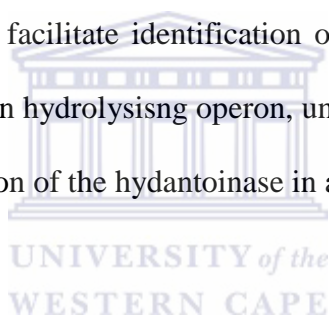 facilitate identification o
n hydrolysisng operon, un
on of the hydantoinase in a
UNIVERSITY of the
WESTERN CAPE